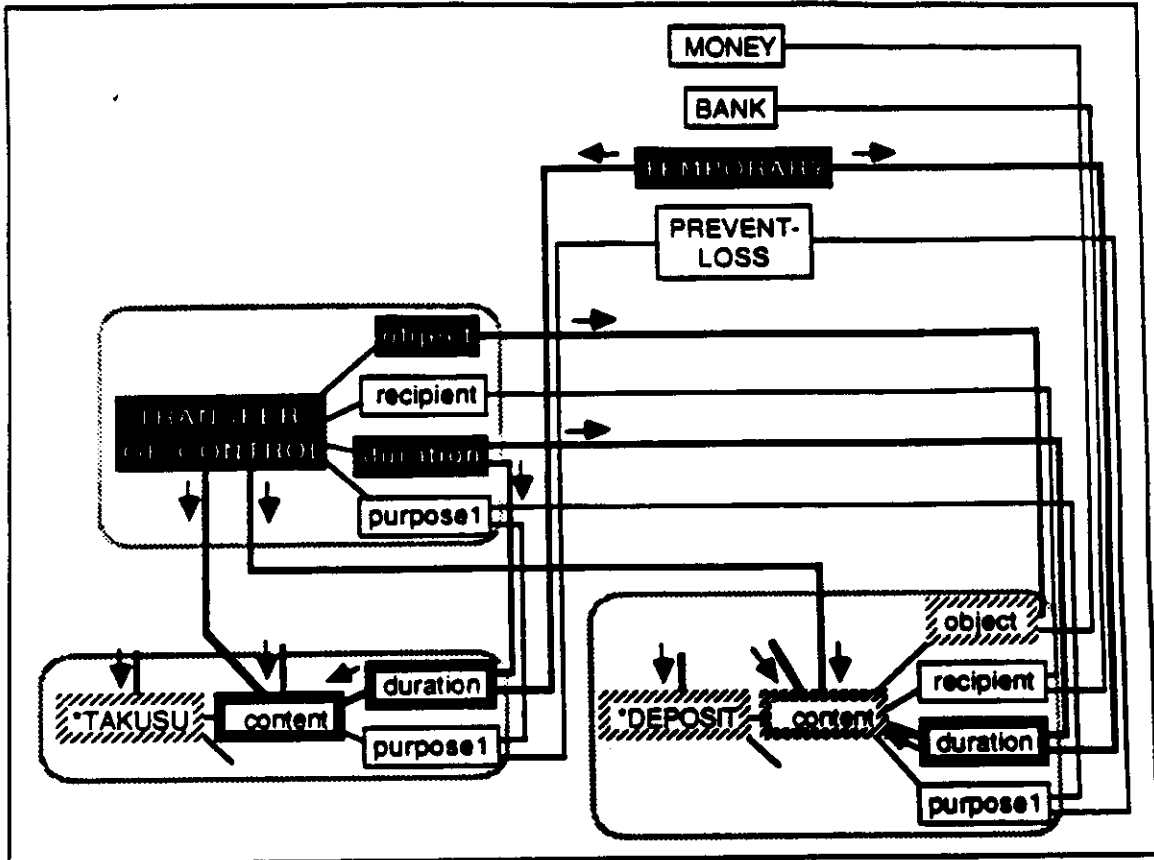 MONEY
BANK
TEMPORARY
PREVENT-
LOSS
object
recipient
TRANSFER
OF CONTROL
duration
purpose1
object
duration
recipient
*TAKUSU
content
*DEPOSIT
content
duration
purpose1
purpose1